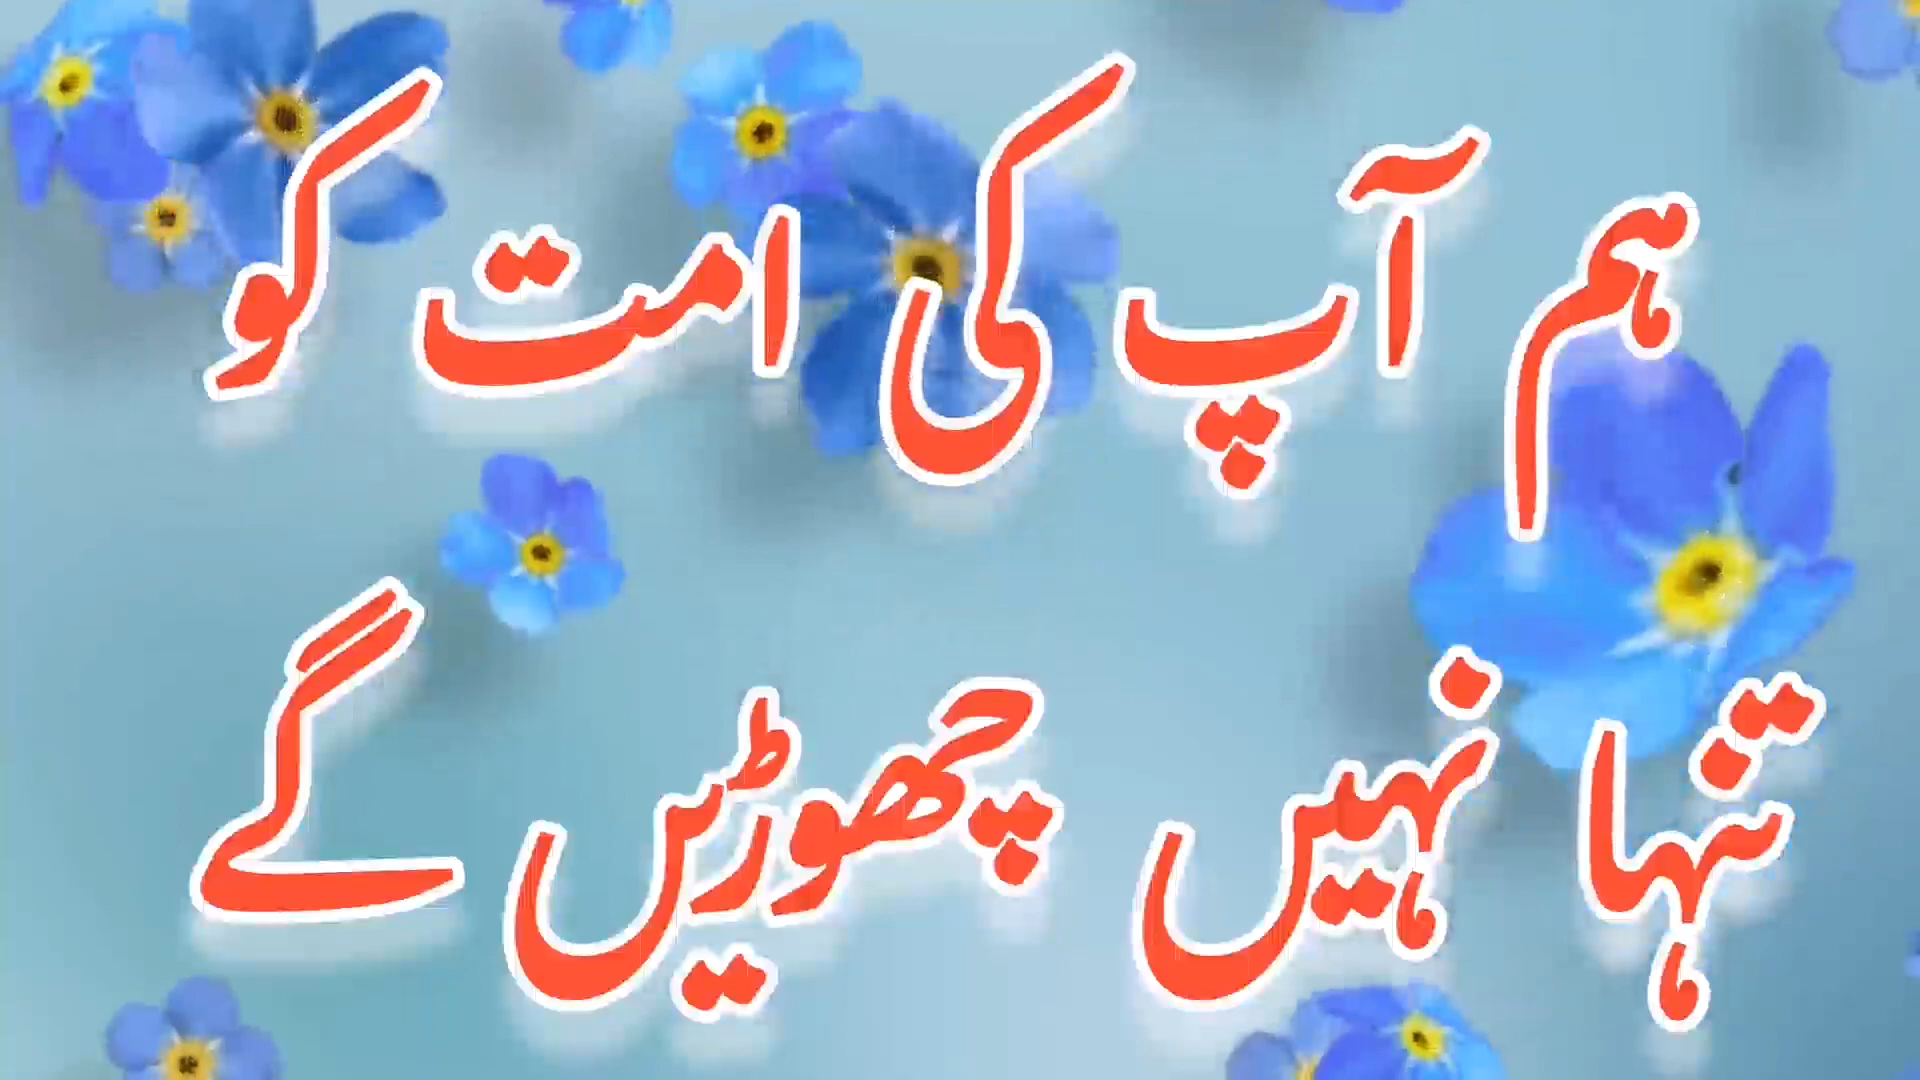 ہم آپ کی امت کو
تنہا نہیں چھوڑیں گے